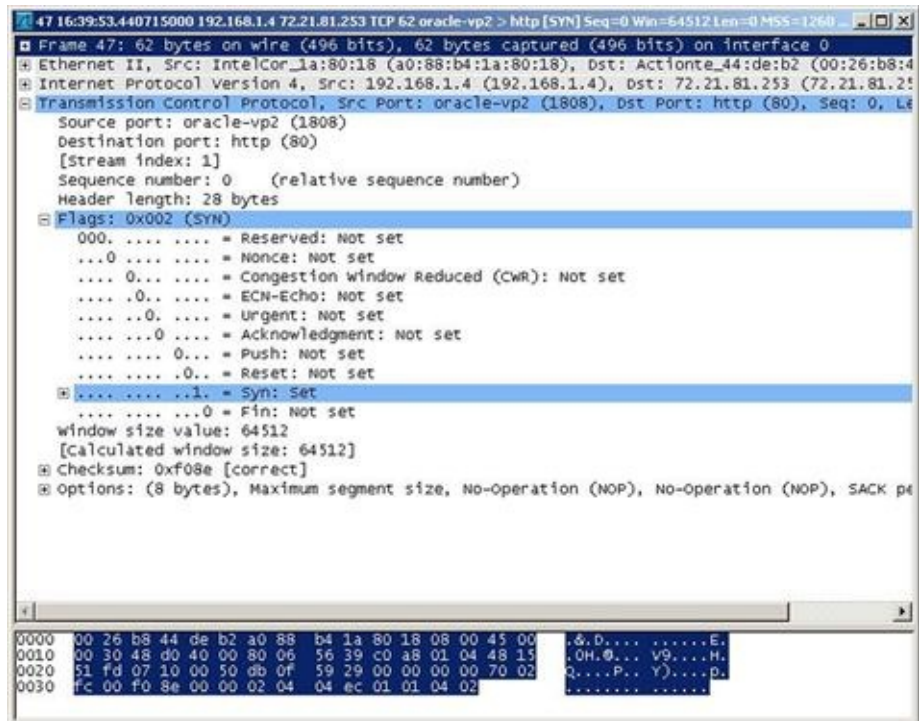 47 16:39:53.440715000 192.168.1.4 72.21.81.253 TCP 62 oracle-vp2 > http [SYN] Seq=0 Win=64512 Len=0 MSS=1260 ...
Frame 47: 62 bytes on wire (496 bits), 62 bytes captured (496 bits) on interface 0
Ethernet II, Src: IntelCor_1a:80:18 (a0:88:b4:1a:80:18), Dst: Actionte_44:de:b2 (00:26:b8:4
Internet Protocol Version 4, Src: 192.168.1.4 (192.168.1.4), Dst: 72.21.81.253 (72.21.81.25
Transmission Control Protocol, Src Port: oracle-vp2 (1808), Dst Port: http (80), Seq: 0, Le
Source port: oracle-vp2 (1808)
Destination port: http (80)
[Stream index: 1]
Sequence number: 0 (relative sequence number)
Header length: 28 bytes
Flags: 0x002 (SYN)
000. .... .... = Reserved: Not set
...0 .... .... = Nonce: Not set
.... 0... .... = Congestion Window Reduced (CWR): Not set
.... .0.. .... = ECN-Echo: Not set
.... ..0. .... = Urgent: Not set
.... ...0 .... = Acknowledgment: Not set
.... .... 0... = Push: Not set
.... .... .0.. = Reset: Not set
.... .... ..1. = Syn: Set
.... .... ...0 = Fin: Not set
Window size value: 64512
[Calculated window size: 64512]
Checksum: 0xf08e [correct]
Options: (8 bytes), Maximum segment size, No-Operation (NOP), No-Operation (NOP), SACK pe
0000 00 26 b8 44 de b2 a0 88 b4 1a 80 18 08 00 45 00 .&.D.... ......E.
0010 00 30 48 d0 40 00 80 06 56 39 c0 a8 01 04 48 15 .0H.@... V9....H.
0020 51 fd 07 10 00 50 db 0f 59 29 00 00 00 00 70 02 Q....P.. Y)....p.
0030 fc 00 f0 8e 00 00 02 04 04 ec 01 01 04 02 ........ ......